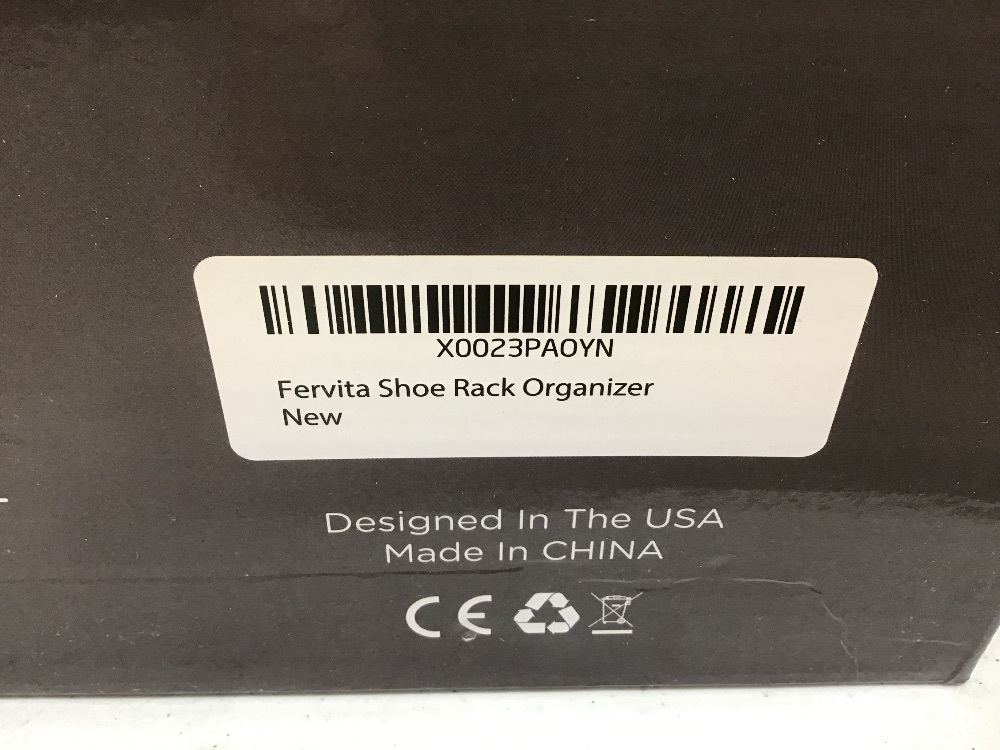 X0023PAOYN
Fervita Shoe Rack Organizer
New
Designed In The USA
Made In CHINA
CE